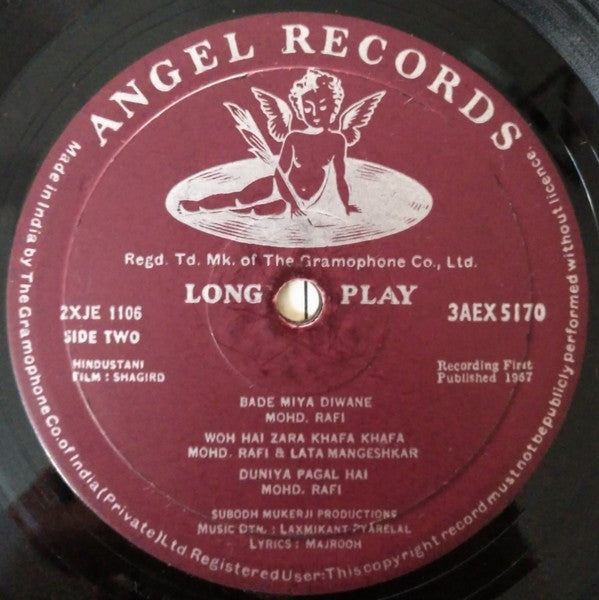 ANGEL RECORDS
Regd. Td. Mk. of The Gramophone Co., Ltd.
LONG PLAY
2XJE 1106
3AEX5170
SIDE TWO
HINDUSTANI
FILM : SHAGIRD
Recording First
Published 1967
BADE MIYA DIWANE
MOHD. RAFI
WOH HAI ZARA KHAFA KHAFA
MOHD. RAFI & LATA MANGESHKAR
DUNIYA PAGAL HAI
MOHD. RAFI
SUBODH MUKERJI PRODUCTIONS
MUSIC DTN. : LAXMIKANT PYARELAL
LYRICS : MAJROOH
Made in India by The Gramophone Co. of India (Private) Ltd Registered User: This copyright record must not be publicly performed without licence.